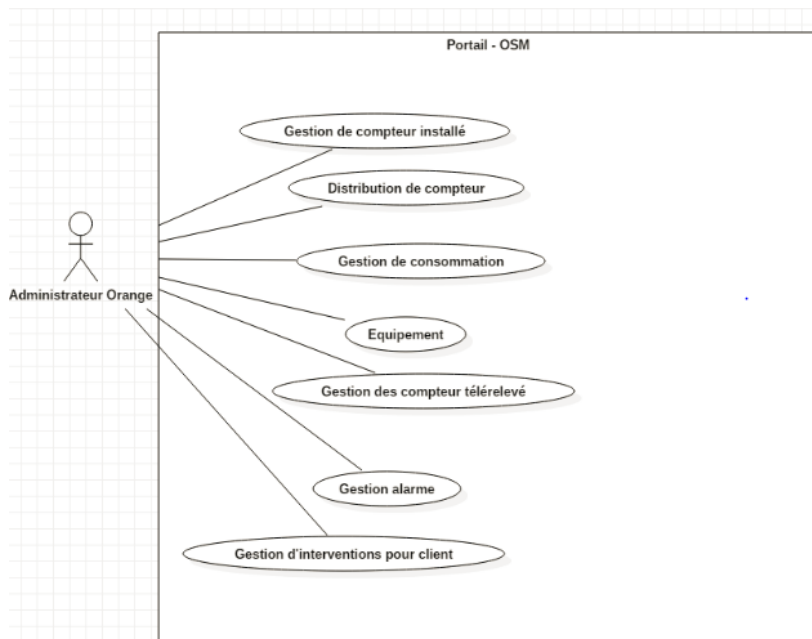 Portail - OSM
Gestion de compteur installé
Distribution de compteur
Gestion de consommation
Administrateur Orange
Equipement
Gestion des compteur télérelevé
Gestion alarme
Gestion d'interventions pour client